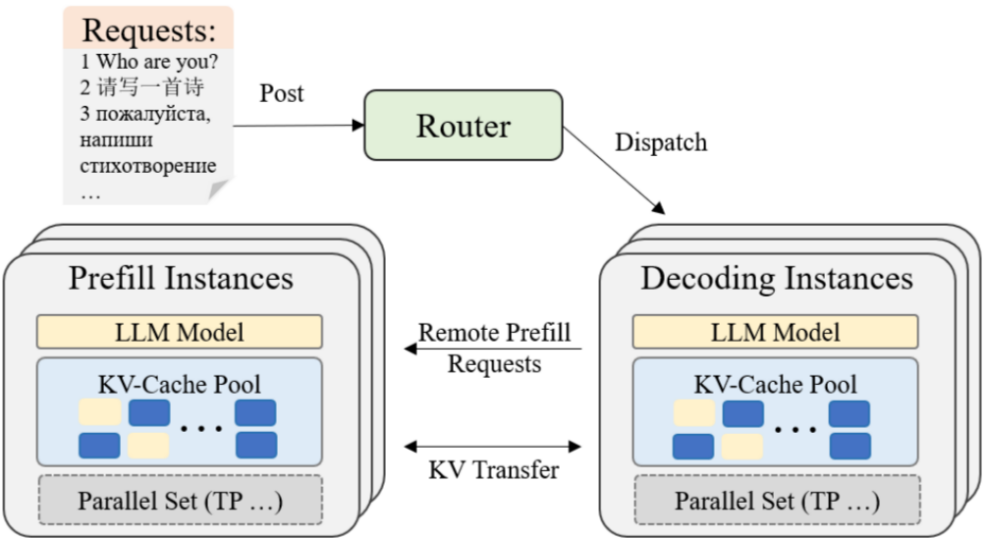 Requests:
1 Who are you?
2 请写一首诗
3 пожалуйста,
напиши
стихотворение
…
Post
Router
Dispatch
Prefill Instances
LLM Model
KV-Cache Pool
...
Parallel Set (TP …)
Remote Prefill
Requests
KV Transfer
Decoding Instances
LLM Model
KV-Cache Pool
...
Parallel Set (TP …)